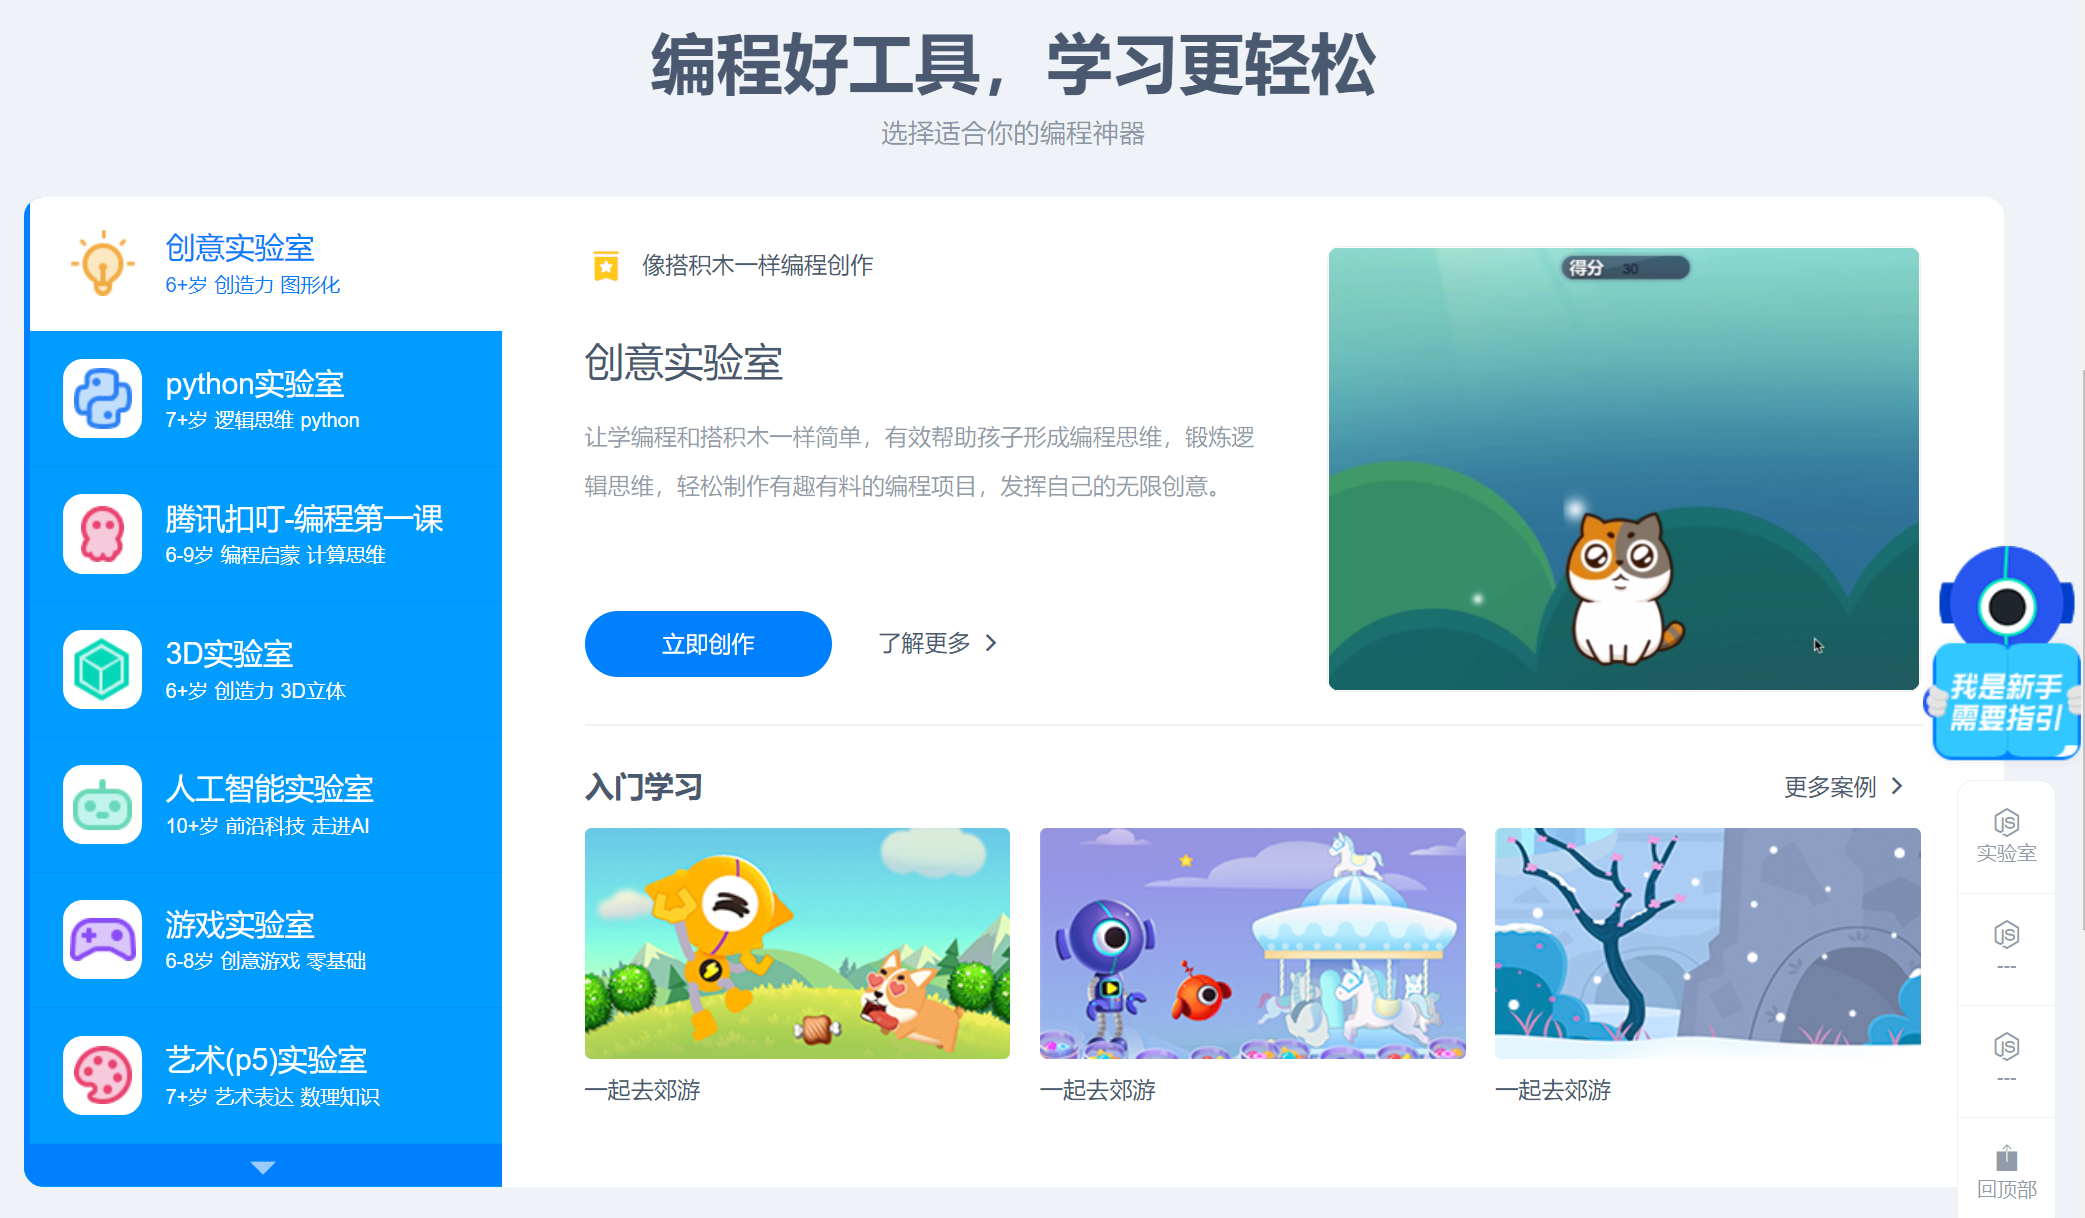 编程好工具，学习更轻松
选择适合你的编程神器
创意实验室
6+岁 创造力 图形化
python实验室
7+岁 逻辑思维 python
腾讯扣叮-编程第一课
6-9岁 编程启蒙 计算思维
3D实验室
6+岁 创造力 3D立体
人工智能实验室
10+岁 前沿科技 走进AI
游戏实验室
6-8岁 创意游戏 零基础
艺术(p5)实验室
7+岁 艺术表达 数理知识
像搭积木一样编程创作
创意实验室
让学编程和搭积木一样简单，有效帮助孩子形成编程思维，锻炼逻
辑思维，轻松制作有趣有料的编程项目，发挥自己的无限创意。
立即创作
了解更多
得分 30
入门学习
更多案例
一起去郊游
一起去郊游
一起去郊游
我是新手
需要指引
JS
实验室
JS
---
JS
---
回顶部